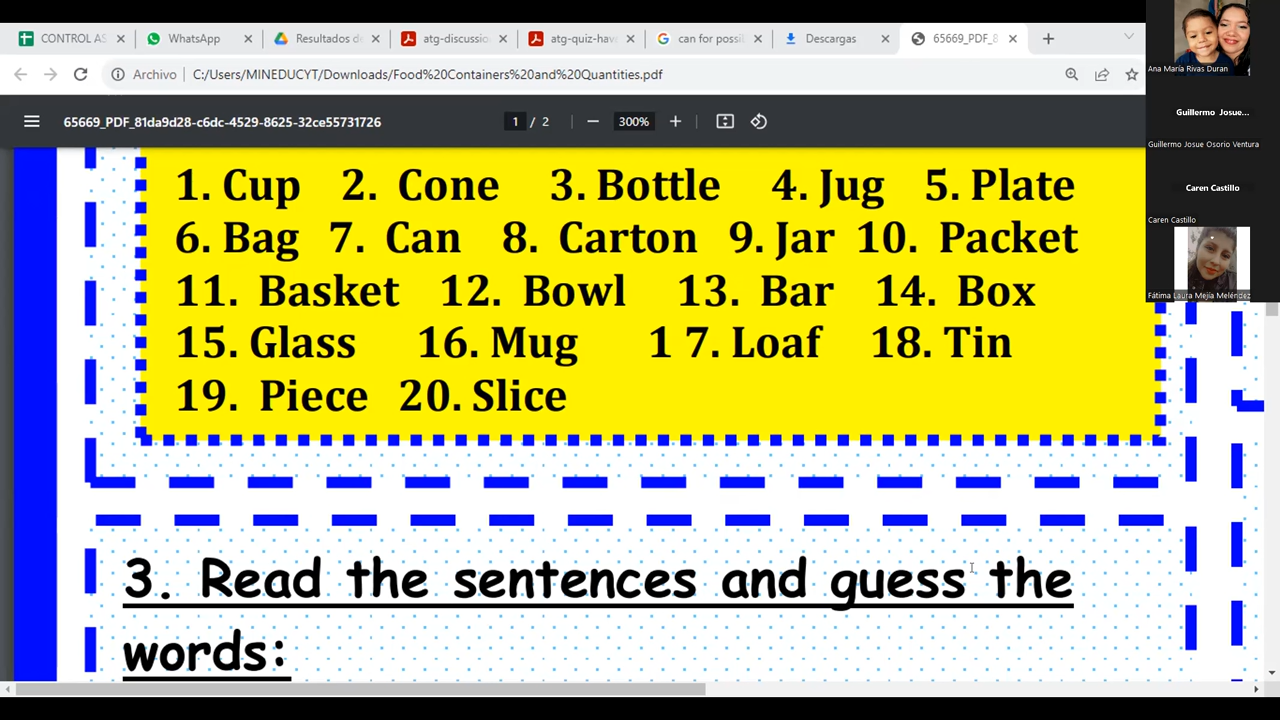 CONTROL AS
WhatsApp
Resultados de
atg-discussio
atg-quiz-hav
can for possi
Descargas
65669_PDF_8
Archivo
C:/Users/MINEDUCYT/Downloads/Food%20Containers%20and%20Quantities.pdf
65669_PDF_81da9d28-c6dc-4529-8625-32ce55731726
1 / 2
300%
Ana María Rivas Duran
Guillermo Josue...
Guillermo Josue Osorio Ventura
Caren Castillo
Caren Castillo
Fátima Laura Mejía Meléndez
1. Cup 2. Cone 3. Bottle 4. Jug 5. Plate
6. Bag 7. Can 8. Carton 9. Jar 10. Packet
11. Basket 12. Bowl 13. Bar 14. Box
15. Glass 16. Mug 1 7. Loaf 18. Tin
19. Piece 20. Slice
3. Read the sentences and guess the
words: